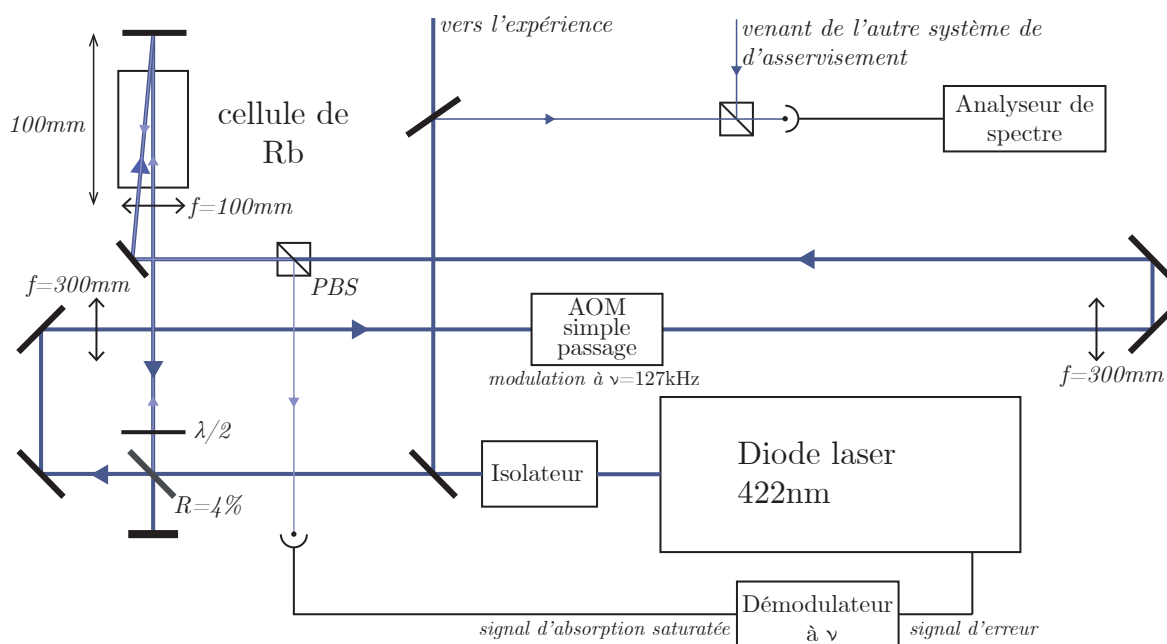 vers l'expérience
venant de l'autre système de
d'asservisement
100mm
cellule de
Rb
Analyseur de
spectre
f=100mm
f=300mm
PBS
AOM
simple
passage
modulation à ν=127kHz
f=300mm
λ/2
R=4%
Isolateur
Diode laser
422nm
signal d'absorption saturatée
Démodulateur
à ν
signal d'erreur